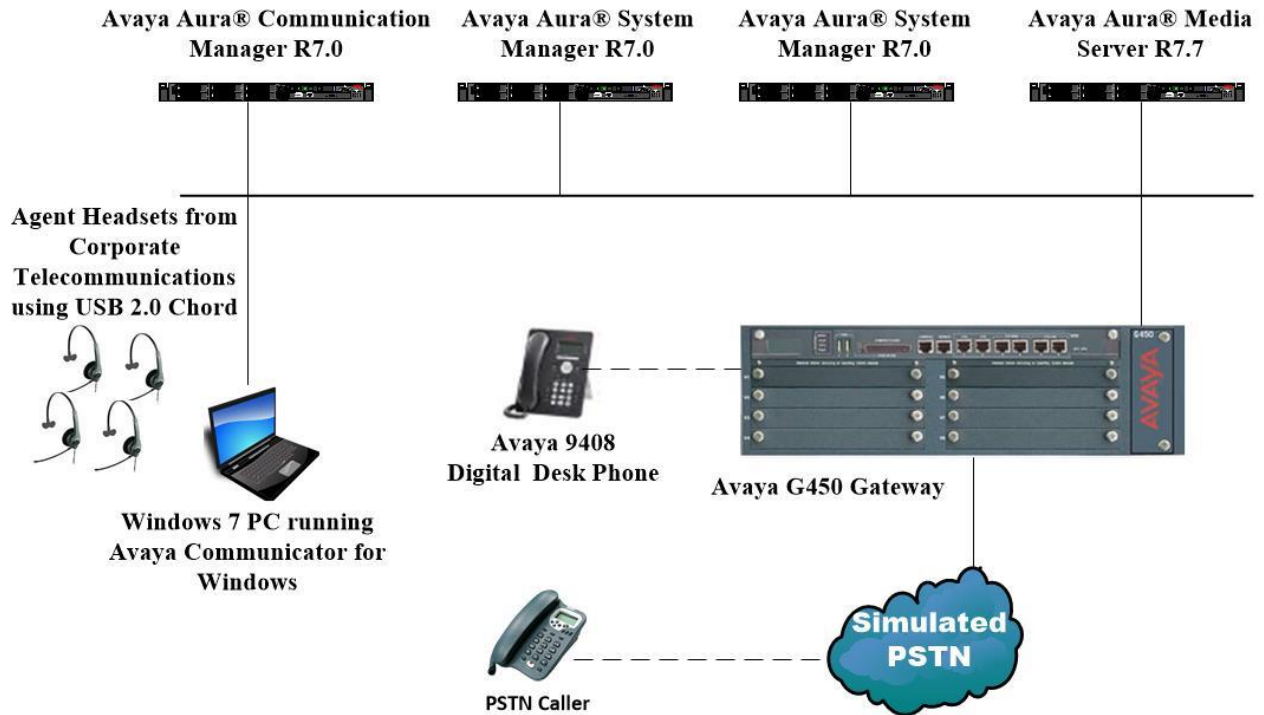 Avaya Aura® Communication
Manager R7.0
Avaya Aura® System
Manager R7.0
Avaya Aura® System
Manager R7.0
Avaya Aura® Media
Server R7.7
Agent Headsets from
Corporate
Telecommunications
using USB 2.0 Chord
Windows 7 PC running
Avaya Communicator for
Windows
Avaya 9408
Digital Desk Phone
G450
AVAYA
Avaya G450 Gateway
Simulated
PSTN
PSTN Caller